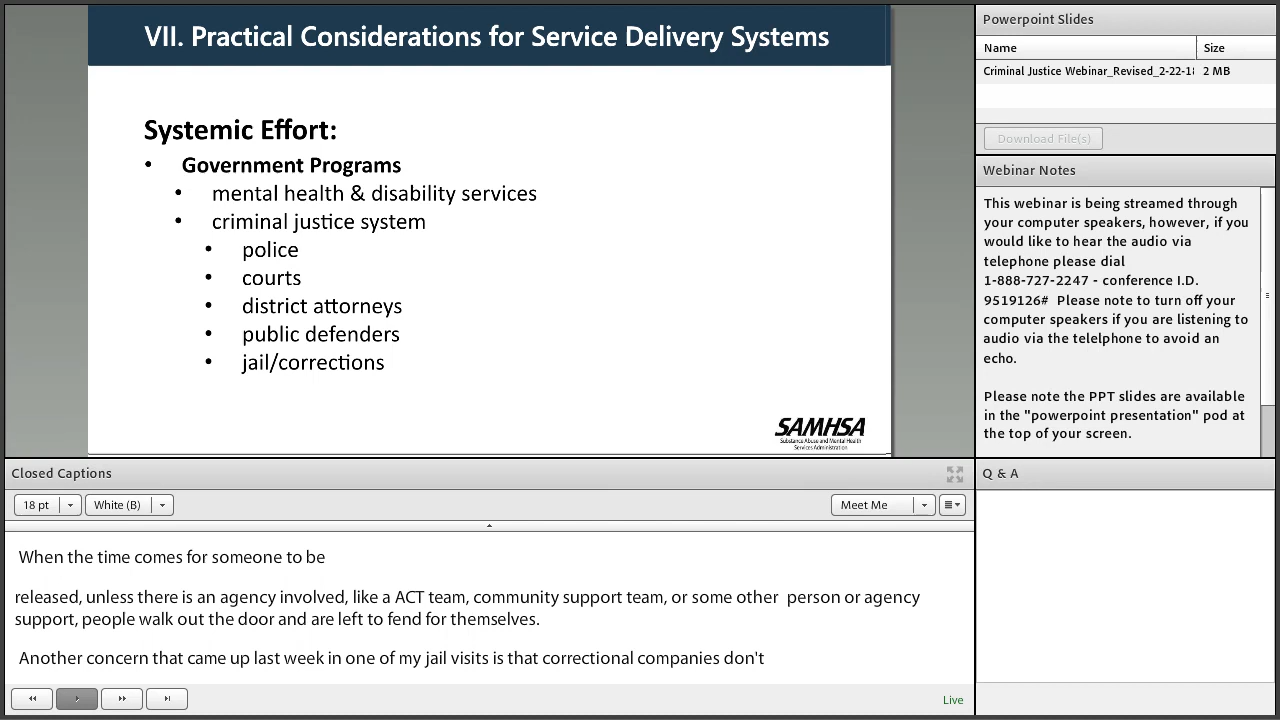 VII. Practical Considerations for Service Delivery Systems
Systemic Effort:
• Government Programs
• mental health & disability services
• criminal justice system
• police
• courts
• district attorneys
• public defenders
• jail/corrections
SAMHSA
Substance Abuse and Mental Health
Services Administration
Powerpoint Slides
Name Size
Criminal Justice Webinar_Revised_2-22-18 2 MB
Download File(s)
Webinar Notes
This webinar is being streamed through
your computer speakers, however, if you
would like to hear the audio via
telephone please dial
1-888-727-2247 - conference I.D.
9519126# Please note to turn off your
computer speakers if you are listening to
audio via the telelphone to avoid an
echo.
Please note the PPT slides are available
in the "powerpoint presentation" pod at
the top of your screen.
Closed Captions
18 pt White (B) Meet Me
When the time comes for someone to be
released, unless there is an agency involved, like a ACT team, community support team, or some other person or agency
support, people walk out the door and are left to fend for themselves.
Another concern that came up last week in one of my jail visits is that correctional companies don't
Live
Q & A